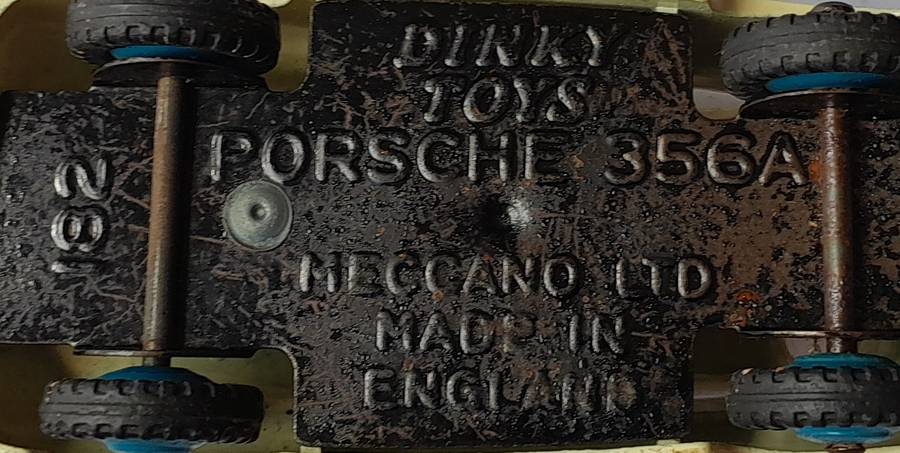 DINKY
TOYS
PORSCHE 356A
182
MECCANO LTD
MADE IN
ENGLAND